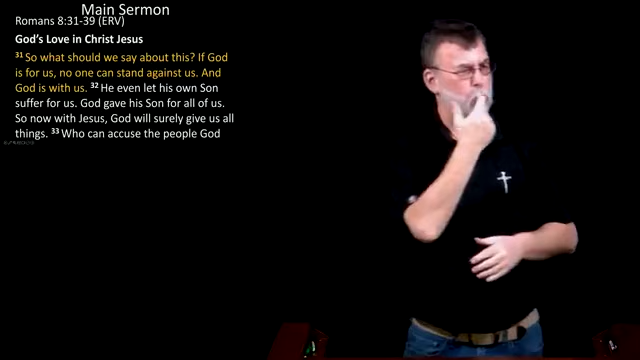 Main Sermon
Romans 8:31-39 (ERV)
God’s Love in Christ Jesus
31 So what should we say about this? If God
is for us, no one can stand against us. And
God is with us. 32 He even let his own Son
suffer for us. God gave his Son for all of us.
So now with Jesus, God will surely give us all
things. 33 Who can accuse the people God